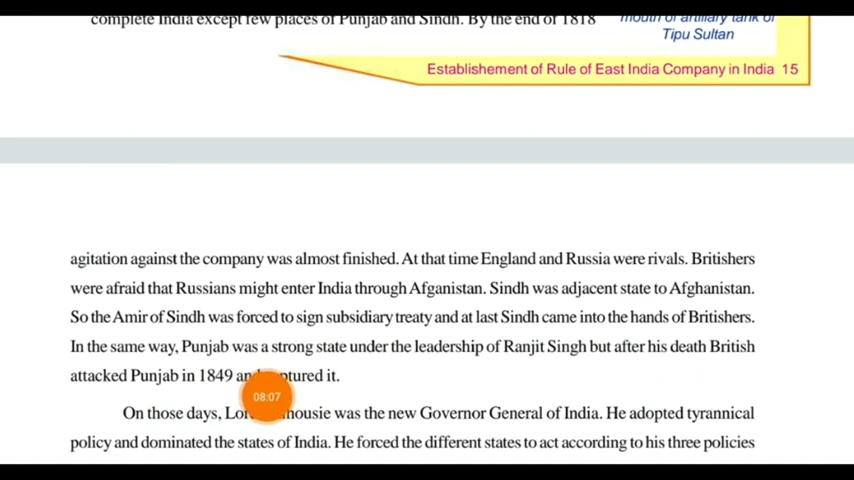 complete India except few places of Punjab and Sindh. By the end of 1818
mouth of artillary tank of
Tipu Sultan
Establishement of Rule of East India Company in India 15
agitation against the company was almost finished. At that time England and Russia were rivals. Britishers
were afraid that Russians might enter India through Afganistan. Sindh was adjacent state to Afghanistan.
So the Amir of Sindh was forced to sign subsidiary treaty and at last Sindh came into the hands of Britishers.
In the same way, Punjab was a strong state under the leadership of Ranjit Singh but after his death British
attacked Punjab in 1849 it.
08:07
On those days, was the new Governor General of India. He adopted tyrannical
policy and dominated the states of India. He forced the different states to act according to his three policies